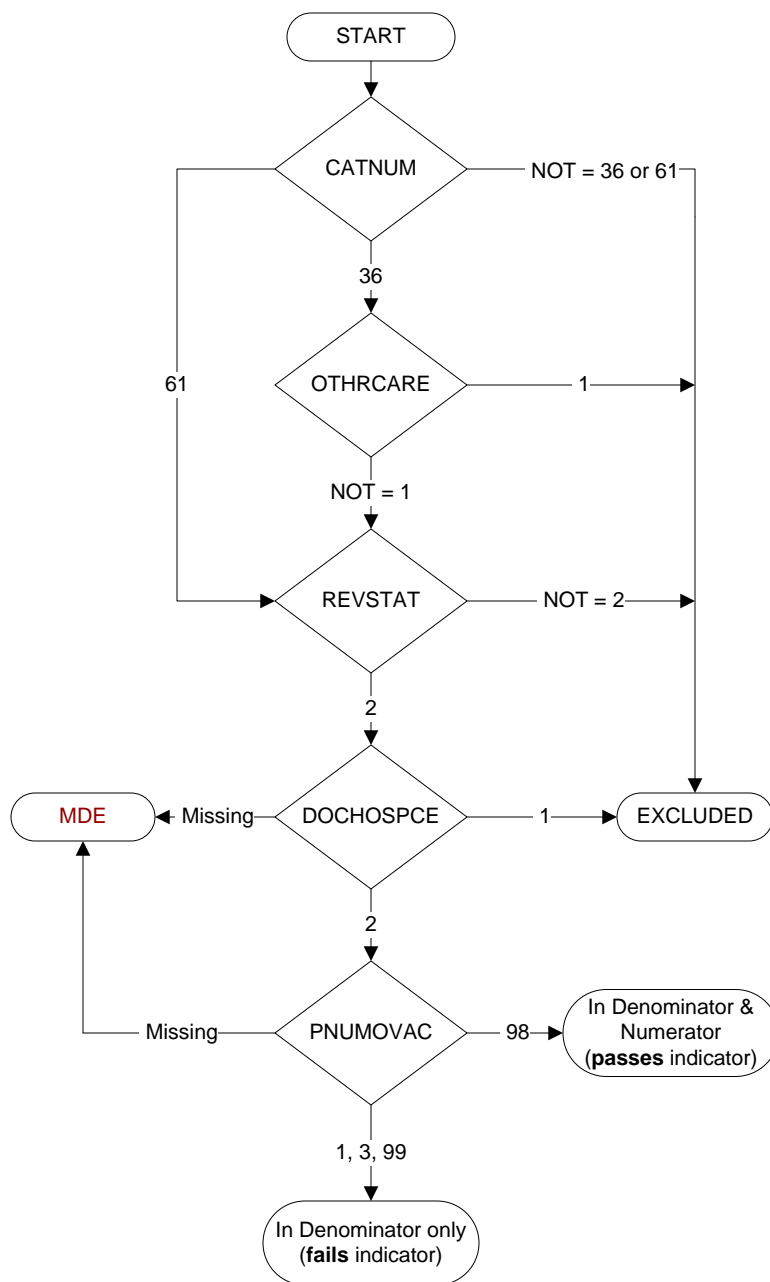 START
CATNUM
NOT = 36 or 61
36
61
OTHRCARE
1
NOT = 1
REVSTAT
NOT = 2
2
MDE
Missing
DOCHOSPCE
1
EXCLUDED
2
Missing
PNUMOVAC
98
In Denominator &
Numerator
(passes indicator)
1, 3, 99
In Denominator only
(fails indicator)